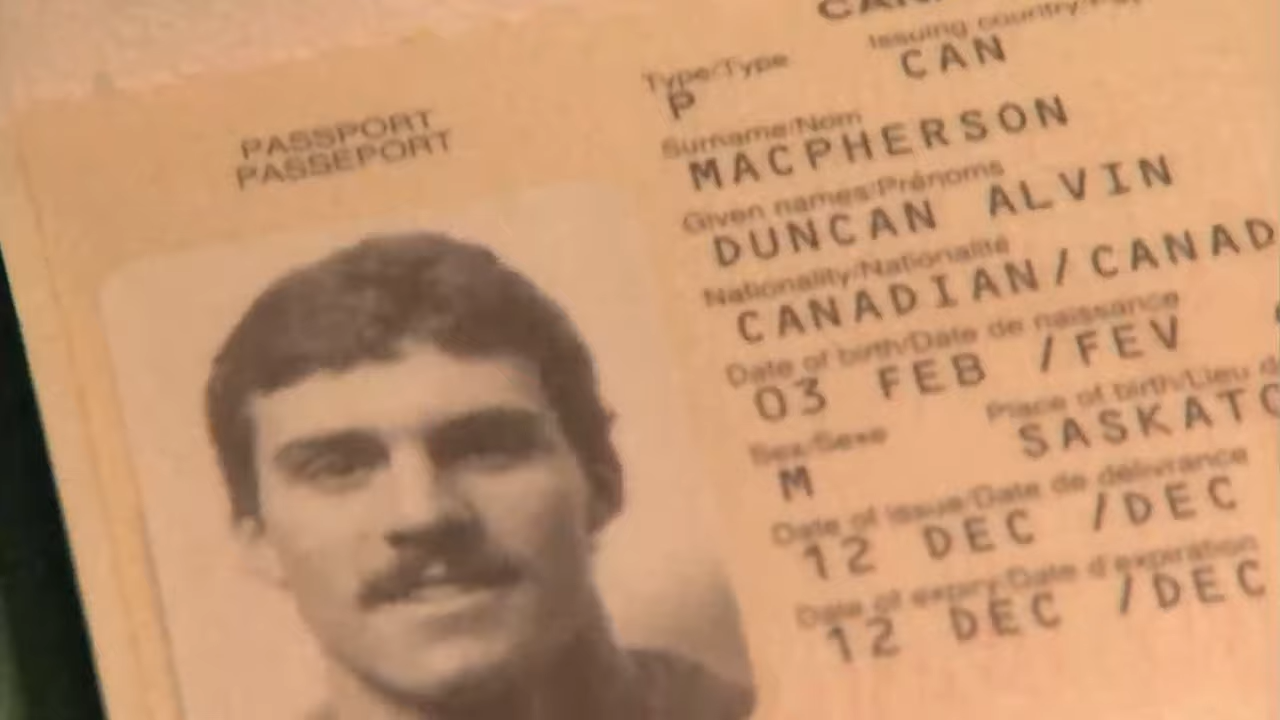 PASSPORT
PASSEPORT
Type/Type
P
Issuing country/
CAN
Surname/Nom
MACPHERSON
Given names/Prénoms
DUNCAN ALVIN
Nationality/Nationalité
CANADIAN/CANAD
Date of birth/Date de naissance
03 FEB /FEV
Sex/Sexe
M
Place of birth/Lieu d
SASKATO
Date of issue/Date de délivrance
12 DEC /DEC
Date of expiry/Date d'expiration
12 DEC /DEC